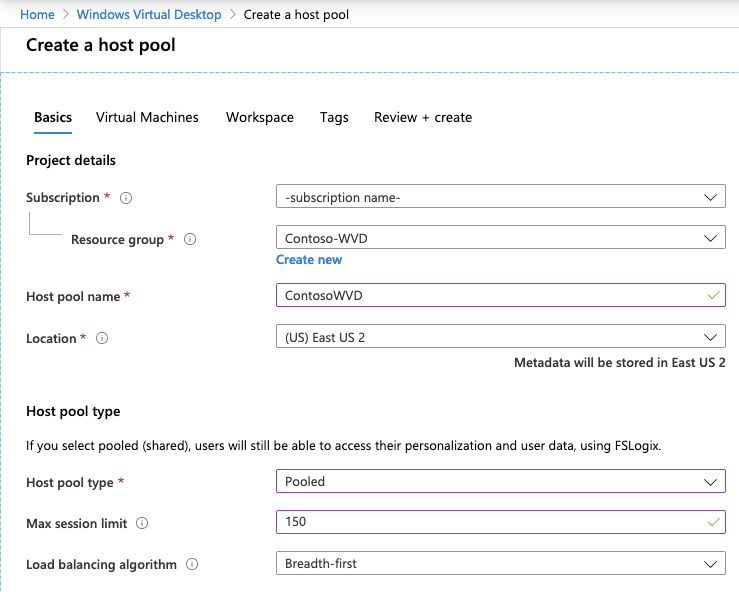 Home > Windows Virtual Desktop > Create a host pool
Create a host pool
Basics Virtual Machines Workspace Tags Review + create
Project details
Subscription * -subscription name-
Resource group * Contoso-WVD
Create new
Host pool name * ContosoWVD
Location * (US) East US 2
Metadata will be stored in East US 2
Host pool type
If you select pooled (shared), users will still be able to access their personalization and user data, using FSLogix.
Host pool type * Pooled
Max session limit 150
Load balancing algorithm Breadth-first